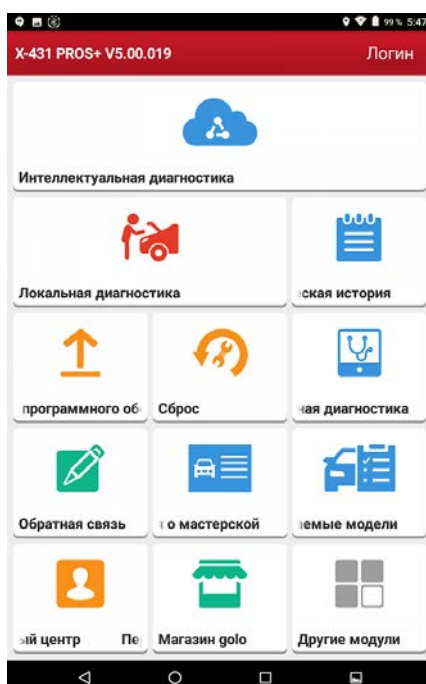 99 % 5:47
X-431 PROS+ V5.00.019 Логин
Интеллектуальная диагностика
Локальная диагностика
ская история
программного об
Сброс
ная диагностика
Обратная связь
о мастерской
емые модели
ый центр Пе
Магазин golo
Другие модули